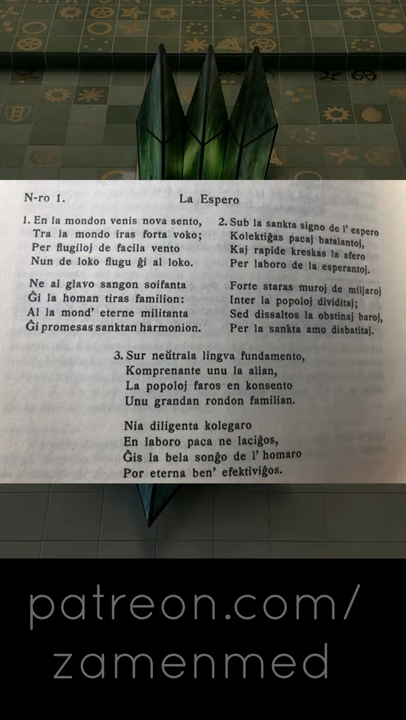 N-ro 1.
La Espero
1. En la mondon venis nova sento,
Tra la mondo iras forta voko;
Per flugiloj de facila vento
Nun de loko flugu ĝi al loko.
Ne al glavo sangon soifanta
Ĝi la homan tiras familion:
Al la mond' eterne militanta
Ĝi promesas sanktan harmonion.
2. Sub la sankta signo de l' espero
Kolektiĝas pacaj batalantoj,
Kaj rapide kreskas la afero
Per laboro de la esperantoj.
Forte staras muroj de miljaroj
Inter la popoloj dividitaj;
Sed dissaltos la obstinaj baroj,
Per la sankta amo disbatitaj.
3. Sur neŭtrala lingva fundamento,
Komprenante unu la alian,
La popoloj faros en konsento
Unu grandan rondon familian.
Nia diligenta kolegaro
En laboro paca ne laciĝos,
Ĝis la bela sonĝo de l' homaro
Por eterna ben' efektiviĝos.
patreon.com/
zamenmed